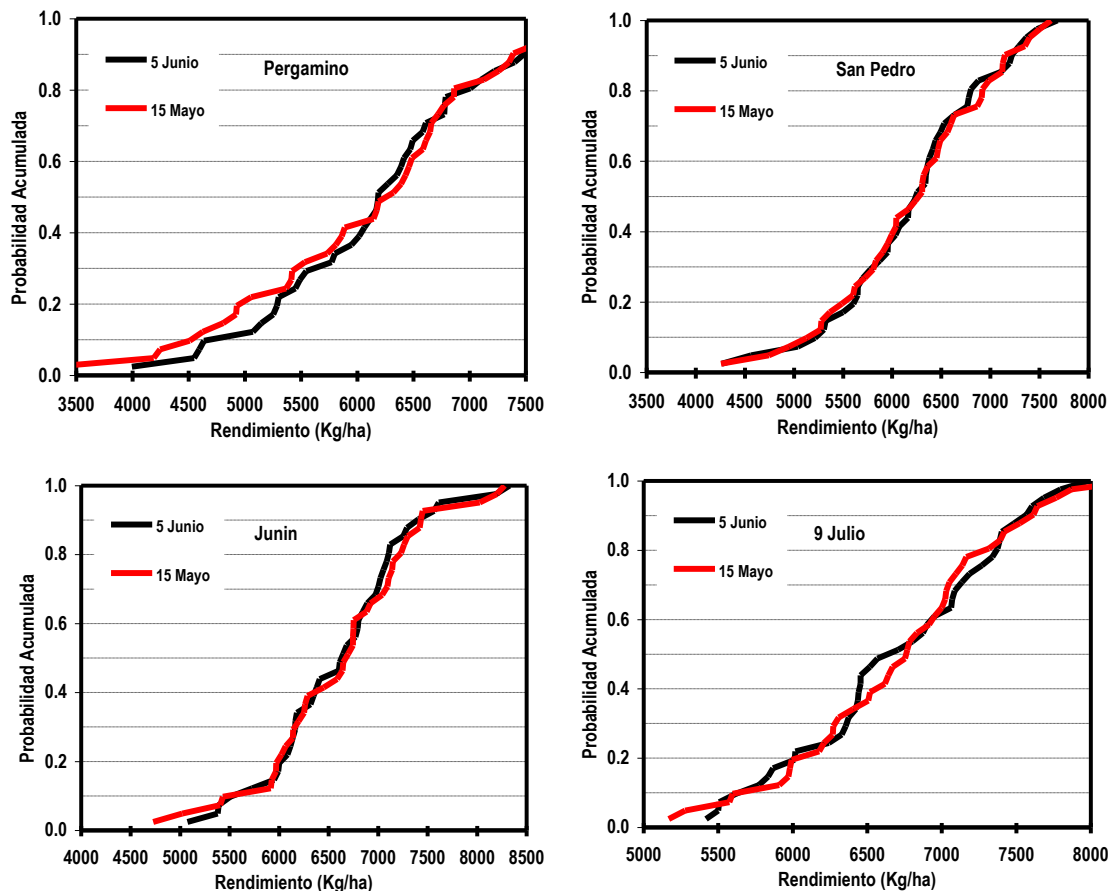 Pergamino
5 Junio
15 Mayo
Probabilidad Acumulada
1.0
0.8
0.6
0.4
0.2
0.0
3500 4000 4500 5000 5500 6000 6500 7000 7500
Rendimiento (Kg/ha)
San Pedro
5 Junio
15 Mayo
Probabilidad Acumulada
1.0
0.8
0.6
0.4
0.2
0.0
3500 4000 4500 5000 5500 6000 6500 7000 7500 8000
Rendimiento (Kg/ha)
Junin
5 Junio
15 Mayo
Probabilidad Acumulada
1.0
0.8
0.6
0.4
0.2
0.0
4000 4500 5000 5500 6000 6500 7000 7500 8000 8500
Rendimiento (Kg/ha)
9 Julio
5 Junio
15 Mayo
Probabilidad Acumulada
1.0
0.8
0.6
0.4
0.2
0.0
5000 5500 6000 6500 7000 7500 8000
Rendimiento (Kg/ha)